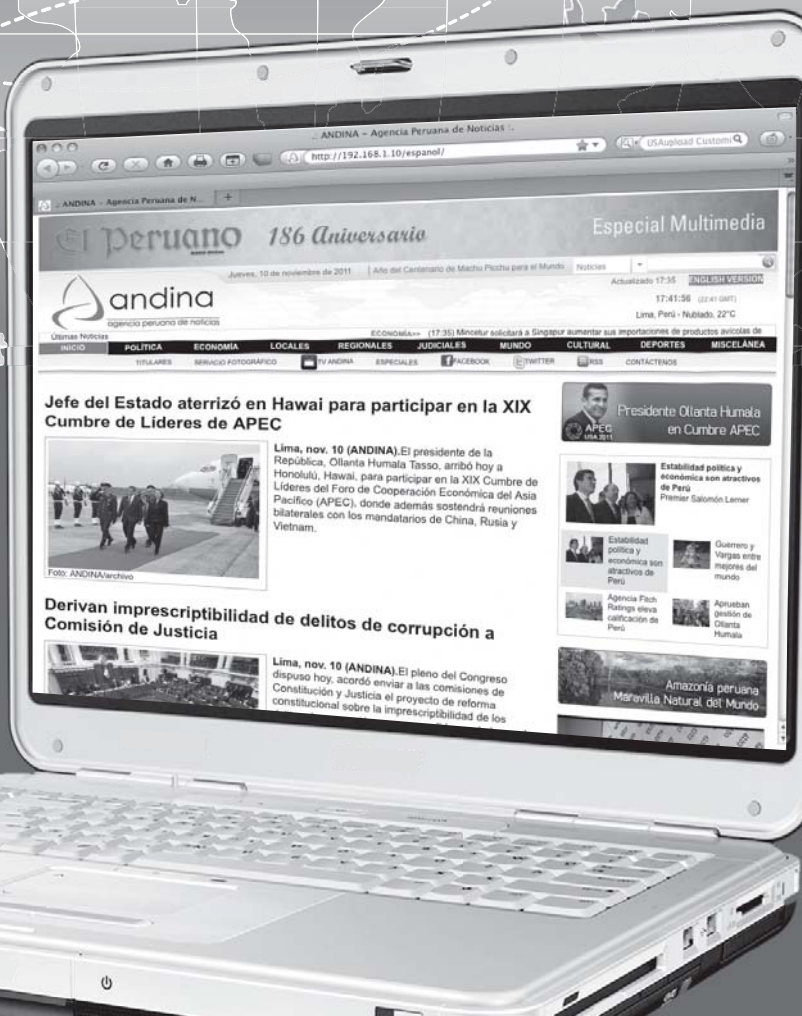 .: ANDINA - Agencia Peruana de Noticias :.
http://192.168.1.10/espanol/
USAupload Customi
.: ANDINA - Agencia Peruana de N...
El Peruano
186 Aniversario
Especial Multimedia
Jueves, 10 de noviembre de 2011
Año del Centenario de Machu Picchu para el Mundo
Noticias
Actualizado 17:35
ENGLISH VERSION
andina
agencia peruana de noticias
17:41:56 (22:41 GMT)
Lima, Perú - Nublado, 22°C
Últimas Noticias
ECONOMÍA>> (17:35) Mincetur solicitará a Singapur aumentar sus importaciones de productos avícolas de
INICIO POLÍTICA ECONOMÍA LOCALES REGIONALES JUDICIALES MUNDO CULTURAL DEPORTES MISCELÁNEA
TITULARES SERVICIO FOTOGRÁFICO TV ANDINA ESPECIALES FACEBOOK TWITTER RSS CONTÁCTENOS
Jefe del Estado aterrizó en Hawai para participar en la XIX
Cumbre de Líderes de APEC
Lima, nov. 10 (ANDINA).El presidente de la
República, Ollanta Humala Tasso, arribó hoy a
Honolulú, Hawai, para participar en la XIX Cumbre de
Líderes del Foro de Cooperación Económica del Asia
Pacífico (APEC), donde además sostendrá reuniones
bilaterales con los mandatarios de China, Rusia y
Vietnam.
Foto: ANDINA/archivo
Derivan imprescriptibilidad de delitos de corrupción a
Comisión de Justicia
Lima, nov. 10 (ANDINA).El pleno del Congreso
dispuso hoy, acordó enviar a las comisiones de
Constitución y Justicia el proyecto de reforma
constitucional sobre la imprescriptibilidad de los
APEC
USA 2011
Presidente Ollanta Humala
en Cumbre APEC
Estabilidad política y
económica son atractivos
de Perú
Premier Salomón Lerner
Estabilidad
política y
económica son
atractivos de
Perú
Guerrero y
Vargas entre
mejores del
mundo
Agencia Fitch
Ratings eleva
calificación de
Perú
Aprueban
gestión de
Ollanta
Humala
Amazonía peruana
Maravilla Natural del Mundo